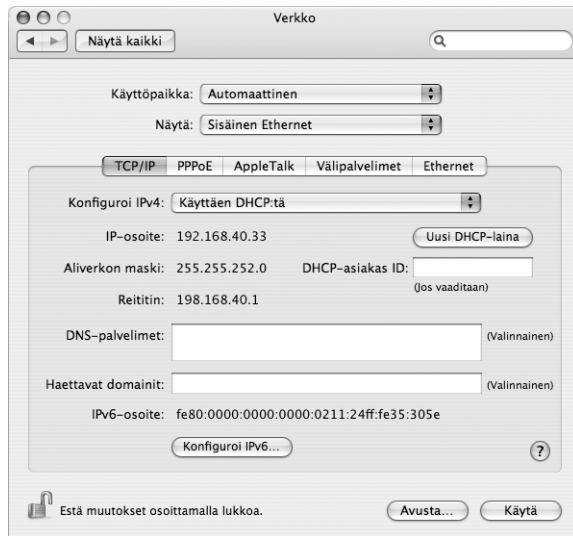 Verkko
Näytä kaikki
Käyttöpaikka: Automaattinen
Näytä: Sisäinen Ethernet
TCP/IP PPPoE AppleTalk Välipalvelimet Ethernet
Konfiguroi IPv4: Käyttäen DHCP:tä
IP-osoite: 192.168.40.33 Uusi DHCP-laina
Aliverkon maski: 255.255.252.0 DHCP-asiakas ID:
(Jos vaaditaan)
Reititin: 198.168.40.1
DNS-palvelimet: (Valinnainen)
Haettavat domainit: (Valinnainen)
IPv6-osoite: fe80:0000:0000:0000:0211:24ff:fe35:305e
Konfiguroi IPv6... ?
Estä muutokset osoittamalla lukkoa. Avusta... Käytä